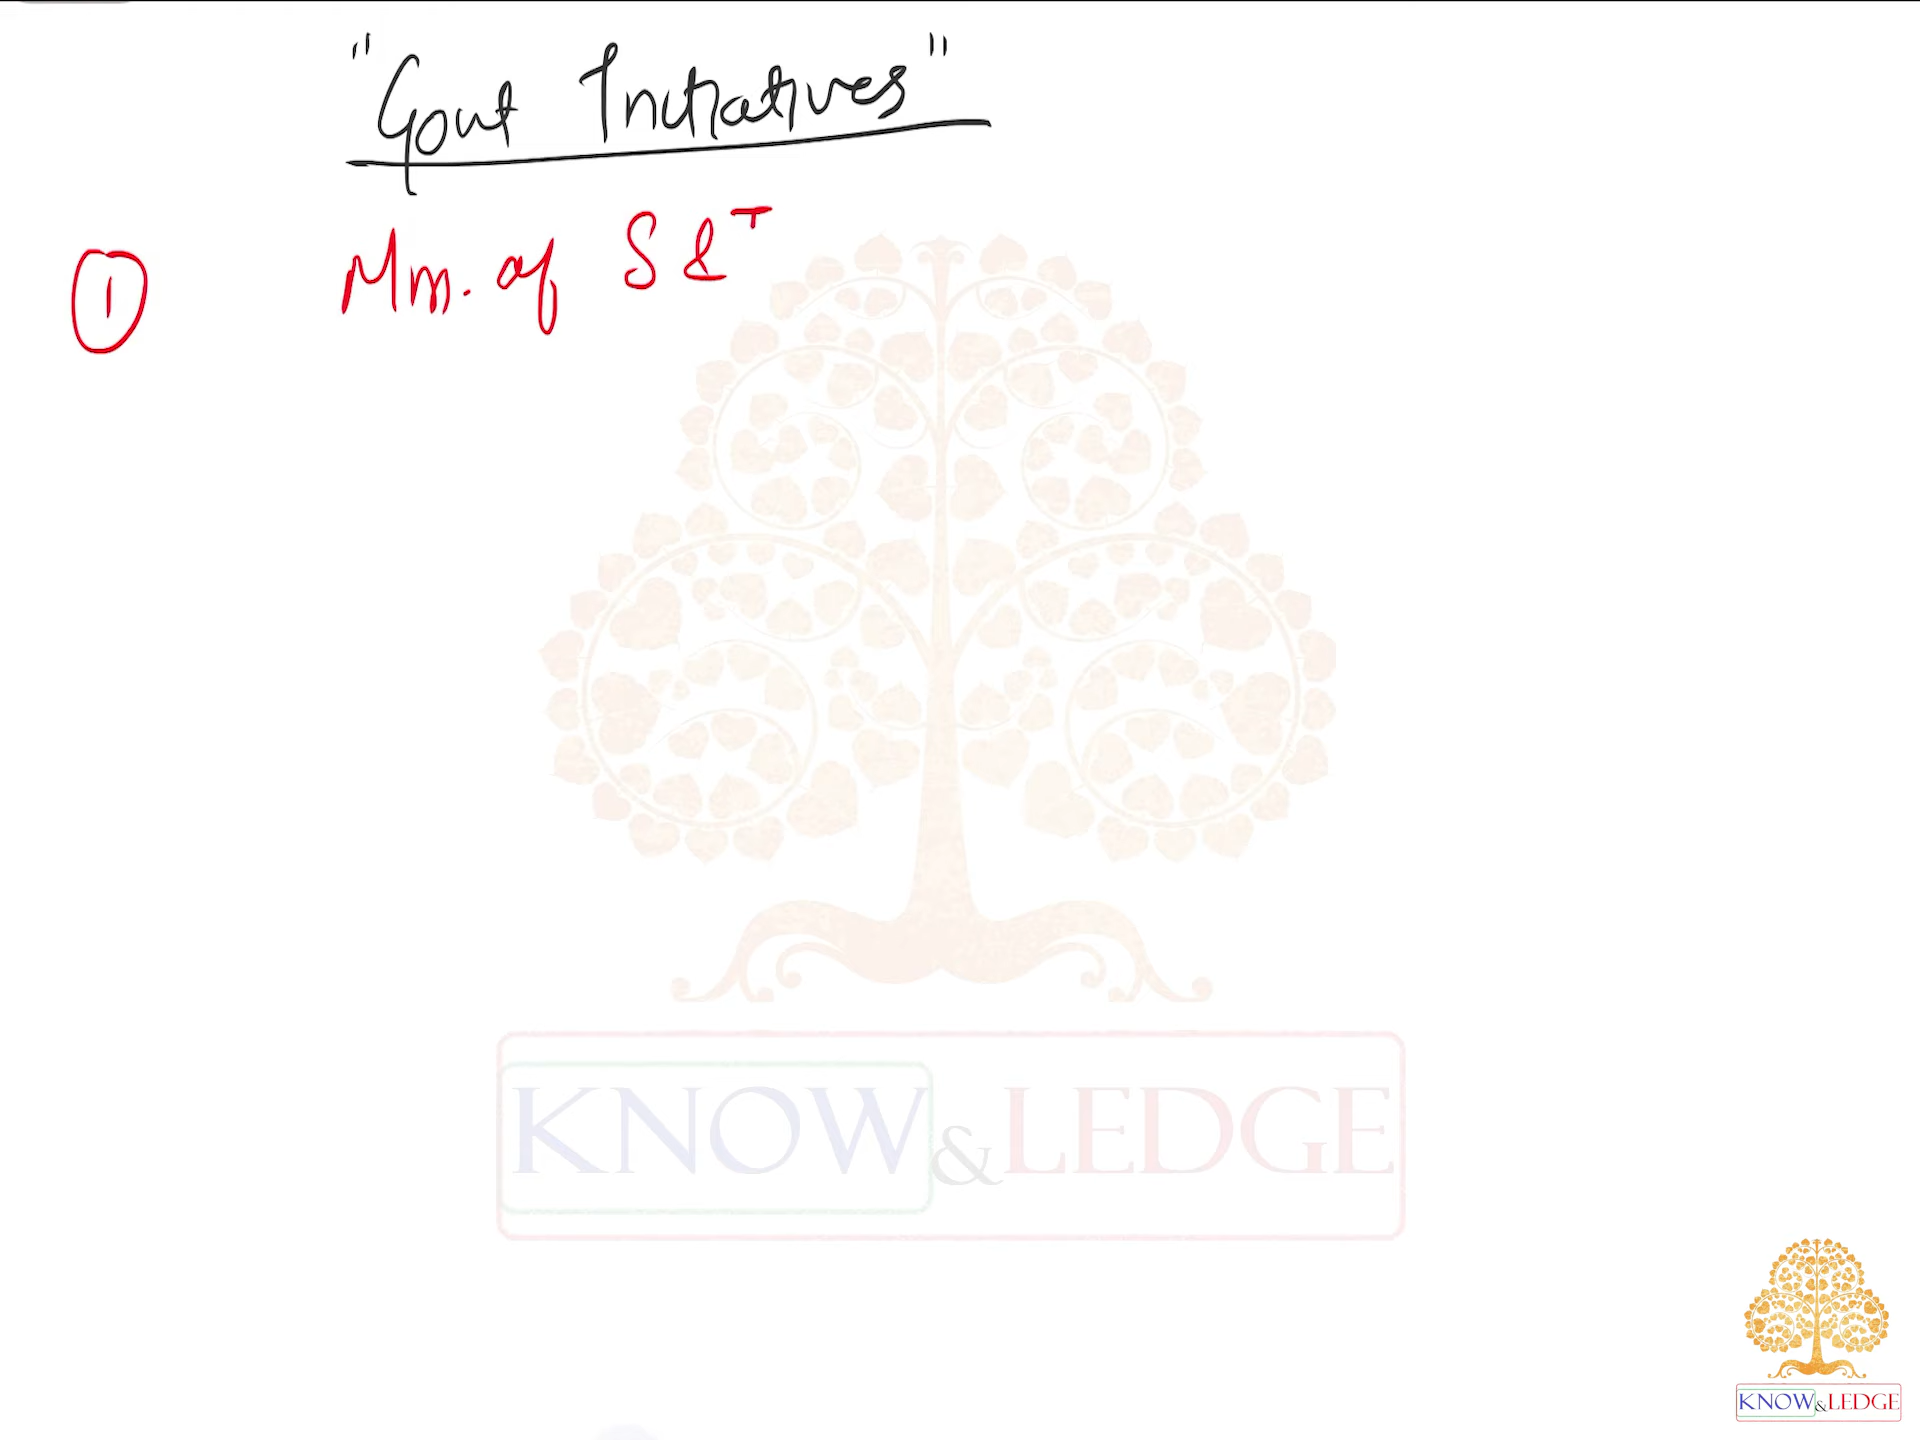 "Govt Initiatives"
① Min. of S & T
KNOW&LEDGE
KNOW&LEDGE